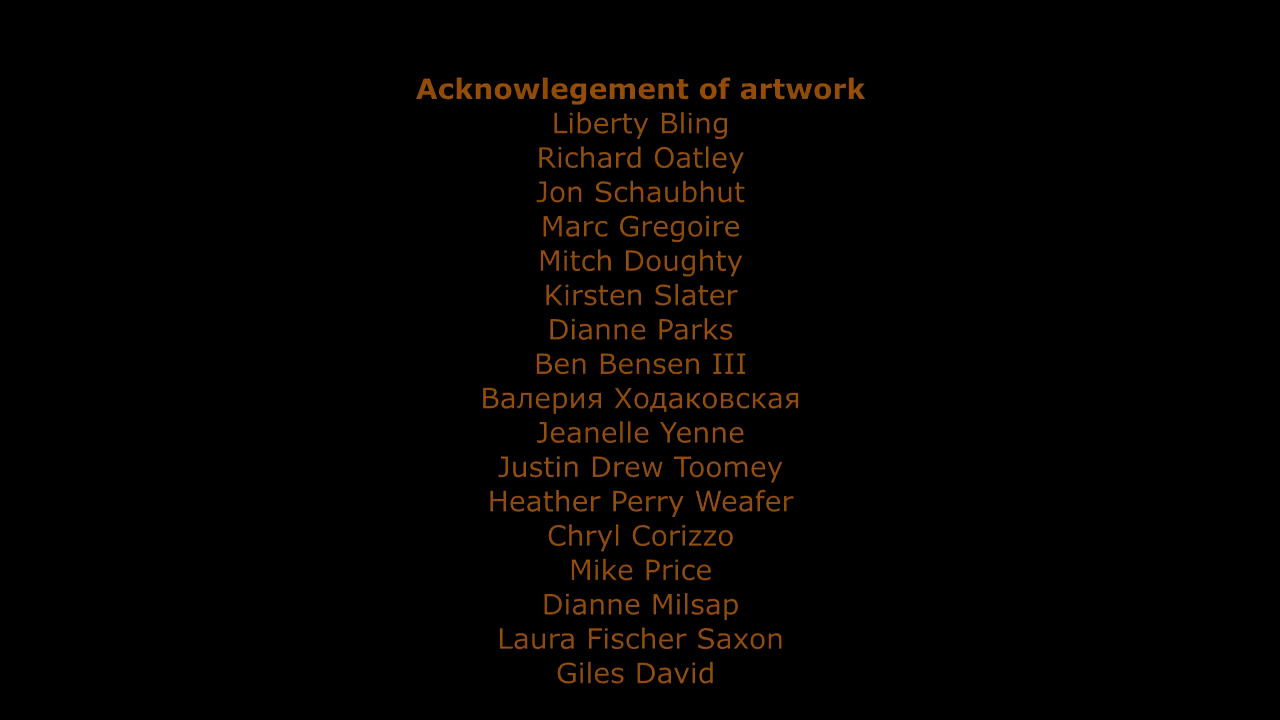 Acknowlegement of artwork
Liberty Bling
Richard Oatley
Jon Schaubhut
Marc Gregoire
Mitch Doughty
Kirsten Slater
Dianne Parks
Ben Bensen III
Валерия Ходаковская
Jeanelle Yenne
Justin Drew Toomey
Heather Perry Weafer
Chryl Corizzo
Mike Price
Dianne Milsap
Laura Fischer Saxon
Giles David